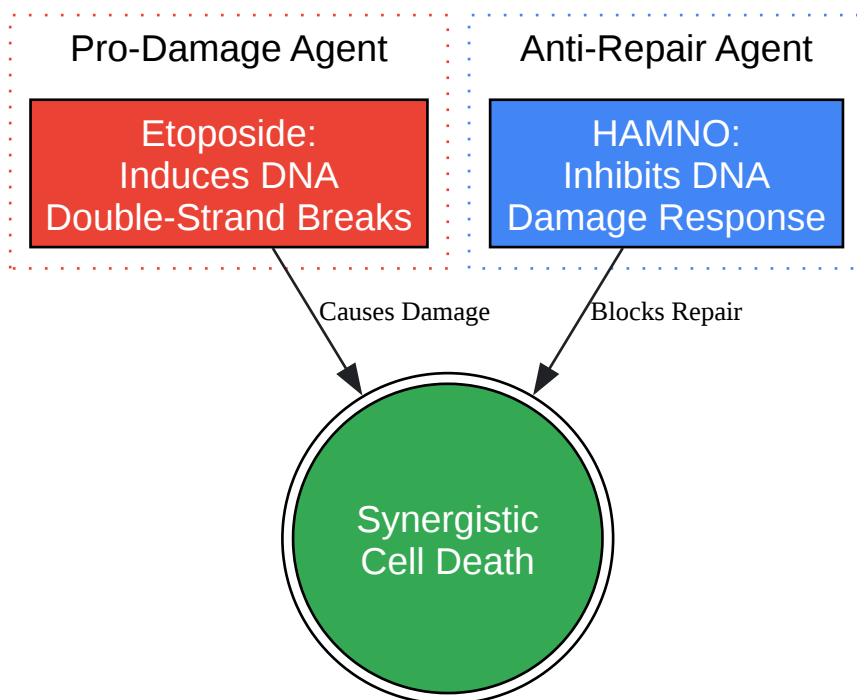 Pro-Damage Agent
Etoposide:
Induces DNA
Double-Strand Breaks
Anti-Repair Agent
HAMNO:
Inhibits DNA
Damage Response
Causes Damage
Blocks Repair
Synergistic
Cell Death